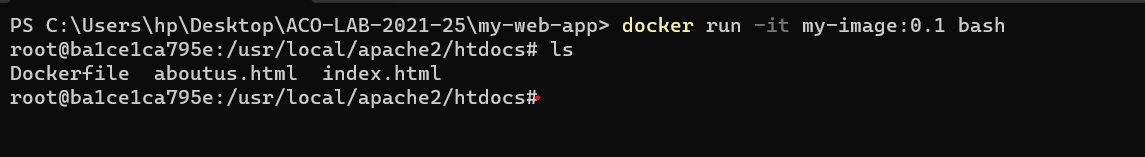 PS C:\Users\hp\Desktop\ACO-LAB-2021-25\my-web-app> docker run -it my-image:0.1 bash
root@ba1ce1ca795e:/usr/local/apache2/htdocs# ls
Dockerfile  aboutus.html  index.html
root@ba1ce1ca795e:/usr/local/apache2/htdocs#